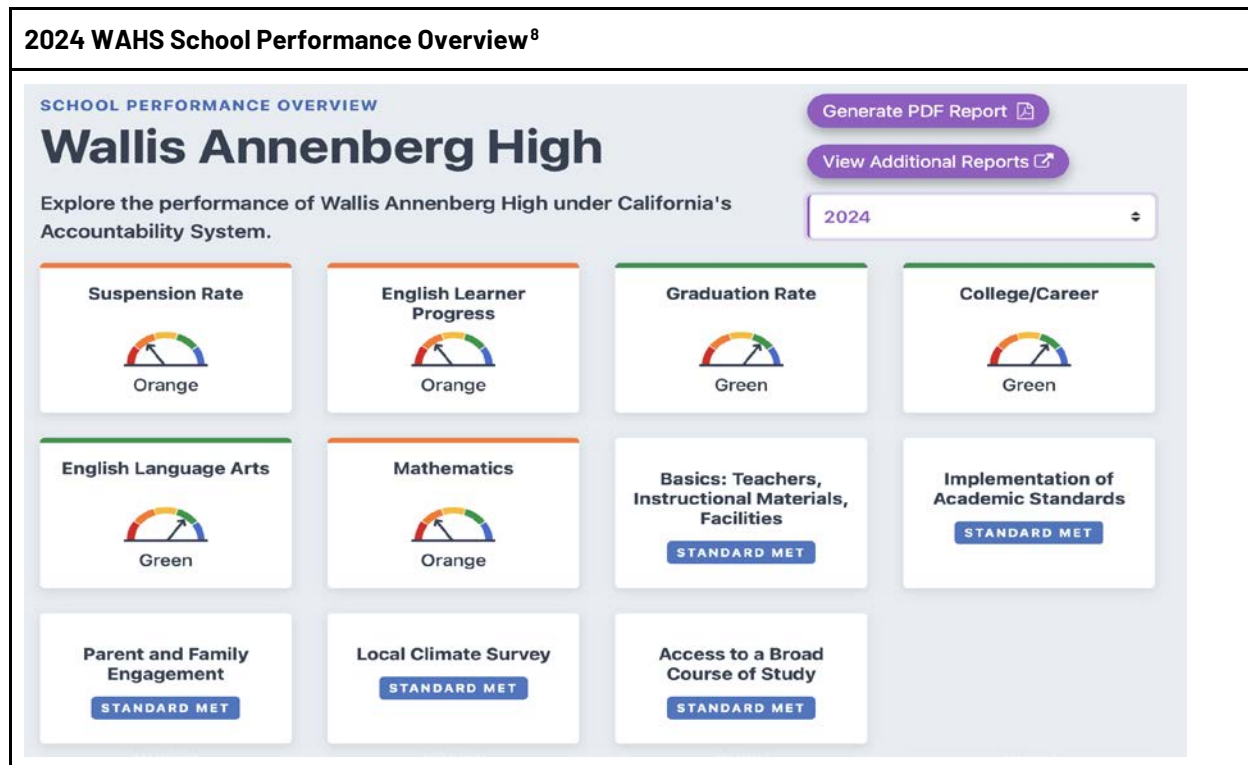 2024 WAHS School Performance Overview⁸
SCHOOL PERFORMANCE OVERVIEW
Wallis Annenberg High
Explore the performance of Wallis Annenberg High under California's
Accountability System.
Generate PDF Report
View Additional Reports
2024
Suspension Rate
Orange
English Learner
Progress
Orange
Graduation Rate
Green
College/Career
Green
English Language Arts
Green
Mathematics
Orange
Basics: Teachers,
Instructional Materials,
Facilities
STANDARD MET
Implementation of
Academic Standards
STANDARD MET
Parent and Family
Engagement
STANDARD MET
Local Climate Survey
STANDARD MET
Access to a Broad
Course of Study
STANDARD MET